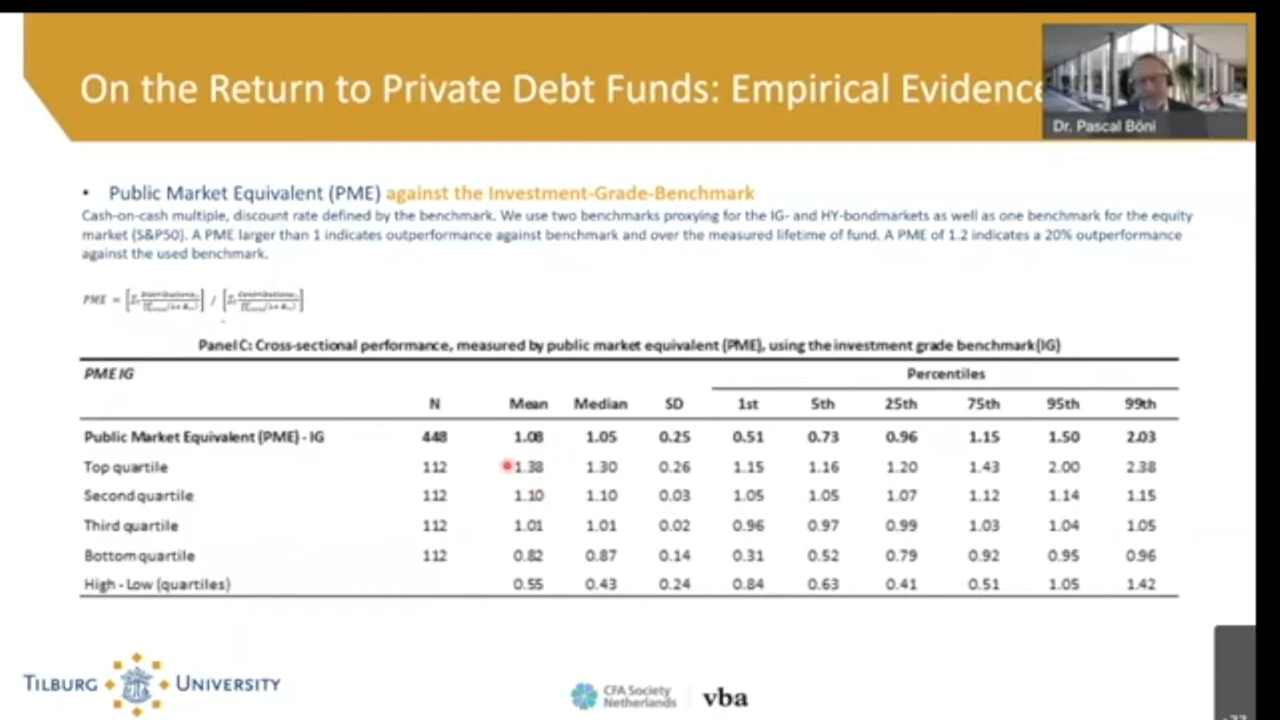 On the Return to Private Debt Funds: Empirical Evidence
Dr. Pascal Böni
• Public Market Equivalent (PME) against the Investment-Grade-Benchmark
Cash-on-cash multiple, discount rate defined by the benchmark. We use two benchmarks proxying for the IG- and HY-bondmarkets as well as one benchmark for the equity
market (S&P50). A PME larger than 1 indicates outperformance against benchmark and over the measured lifetime of fund. A PME of 1.2 indicates a 20% outperformance
against the used benchmark.
PME =
Panel C: Cross-sectional performance, measured by public market equivalent (PME), using the investment grade benchmark (IG)
PME IG Percentiles
N Mean Median SD 1st 5th 25th 75th 95th 99th
Public Market Equivalent (PME) - IG 448 1.08 1.05 0.25 0.51 0.73 0.96 1.15 1.50 2.03
Top quartile 112 1.38 1.30 0.26 1.15 1.16 1.20 1.43 2.00 2.38
Second quartile 112 1.10 1.10 0.03 1.05 1.05 1.07 1.12 1.14 1.15
Third quartile 112 1.01 1.01 0.02 0.96 0.97 0.99 1.03 1.04 1.05
Bottom quartile 112 0.82 0.87 0.14 0.31 0.52 0.79 0.92 0.95 0.96
High - Low (quartiles) 0.55 0.43 0.24 0.84 0.63 0.41 0.51 1.05 1.42
TILBURG UNIVERSITY
CFA Society
Netherlands
vba